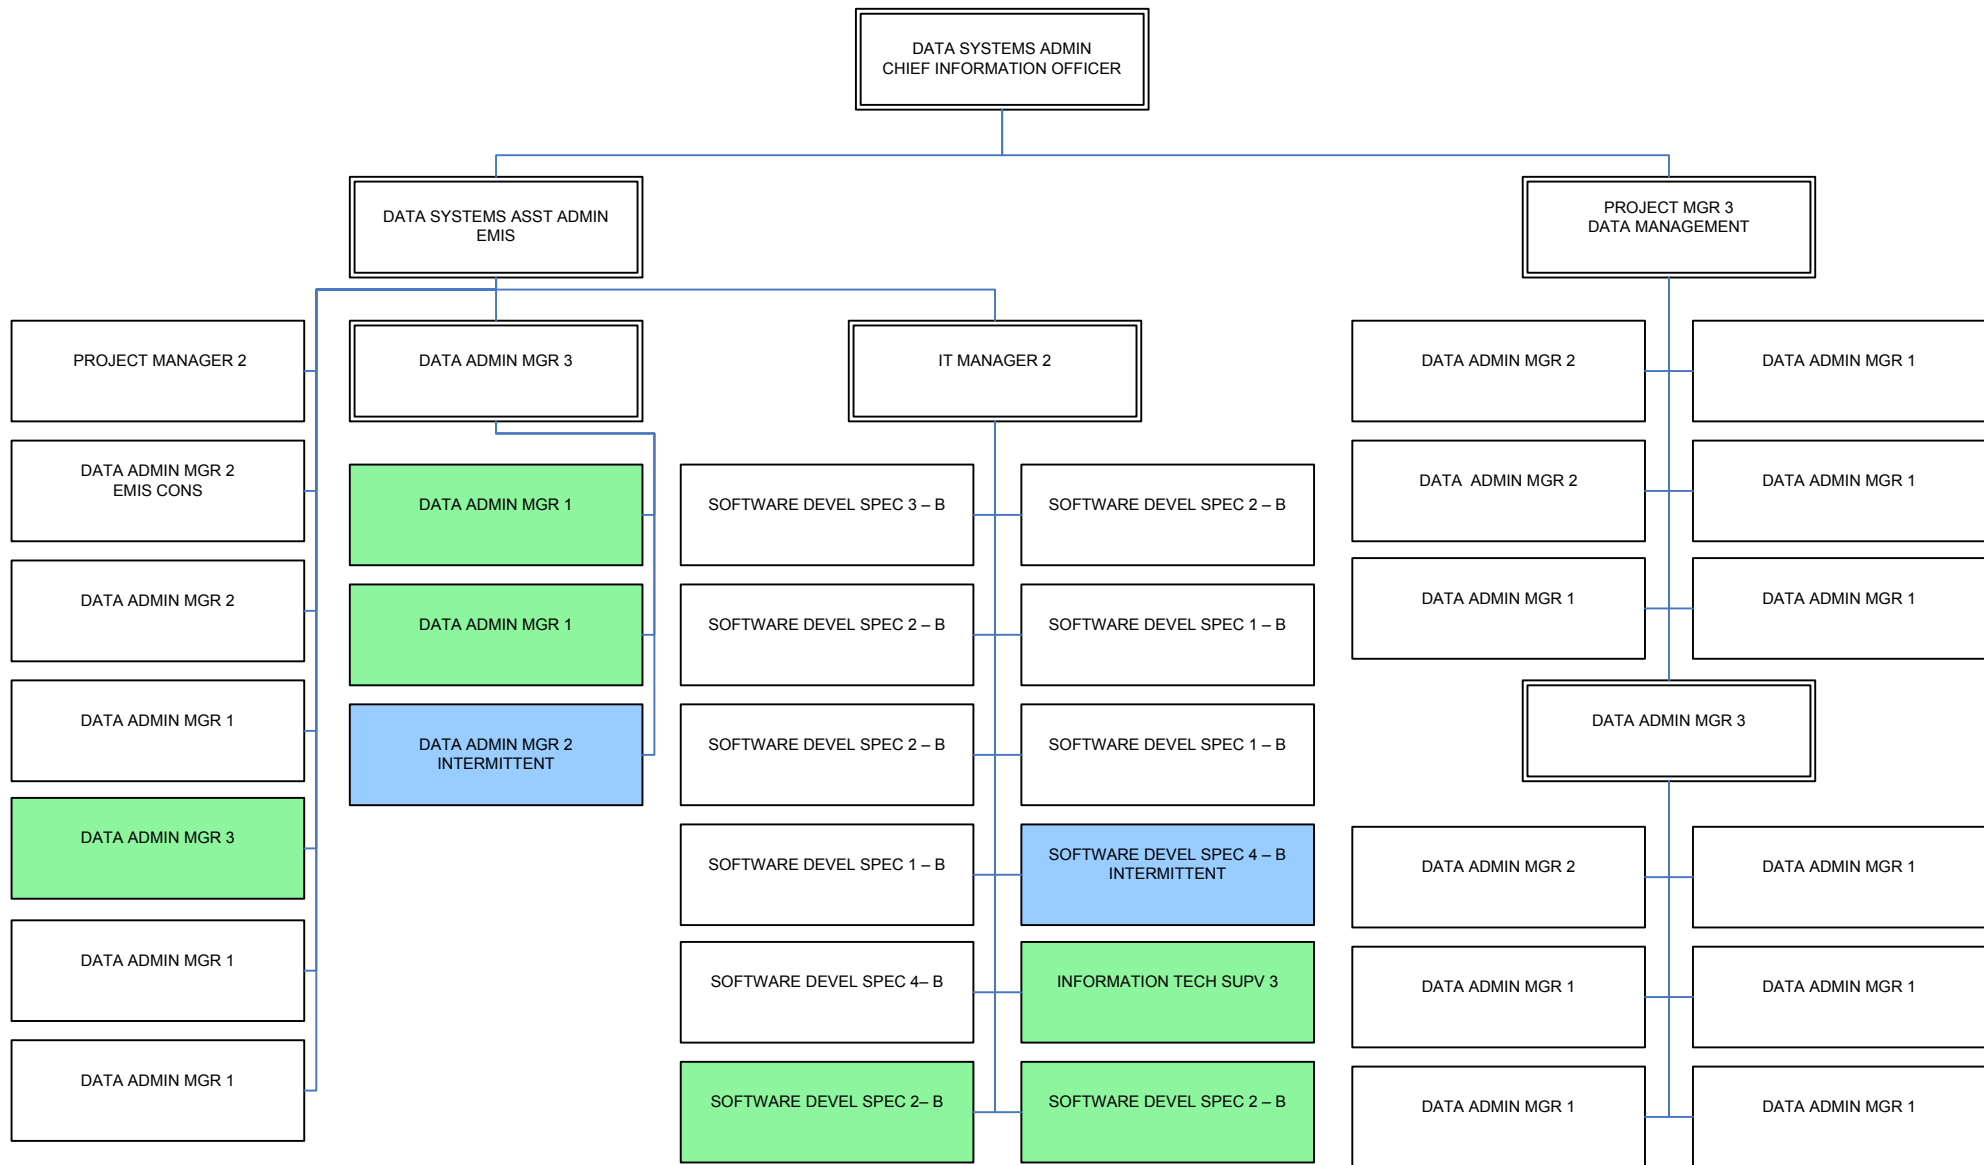 DATA SYSTEMS ADMIN
CHIEF INFORMATION OFFICER
DATA SYSTEMS ASST ADMIN
EMIS
PROJECT MGR 3
DATA MANAGEMENT
PROJECT MANAGER 2
DATA ADMIN MGR 2
EMIS CONS
DATA ADMIN MGR 2
DATA ADMIN MGR 1
DATA ADMIN MGR 3
DATA ADMIN MGR 1
DATA ADMIN MGR 1
DATA ADMIN MGR 3
DATA ADMIN MGR 1
DATA ADMIN MGR 1
DATA ADMIN MGR 2
INTERMITTENT
IT MANAGER 2
SOFTWARE DEVEL SPEC 3 – B
SOFTWARE DEVEL SPEC 2 – B
SOFTWARE DEVEL SPEC 2 – B
SOFTWARE DEVEL SPEC 1 – B
SOFTWARE DEVEL SPEC 2 – B
SOFTWARE DEVEL SPEC 1 – B
SOFTWARE DEVEL SPEC 1 – B
SOFTWARE DEVEL SPEC 4 – B
INTERMITTENT
SOFTWARE DEVEL SPEC 4– B
INFORMATION TECH SUPV 3
SOFTWARE DEVEL SPEC 2– B
SOFTWARE DEVEL SPEC 2 – B
DATA ADMIN MGR 2
DATA ADMIN MGR 1
DATA  ADMIN MGR 2
DATA ADMIN MGR 1
DATA ADMIN MGR 1
DATA ADMIN MGR 1
DATA ADMIN MGR 3
DATA ADMIN MGR 2
DATA ADMIN MGR 1
DATA ADMIN MGR 1
DATA ADMIN MGR 1
DATA ADMIN MGR 1
DATA ADMIN MGR 1